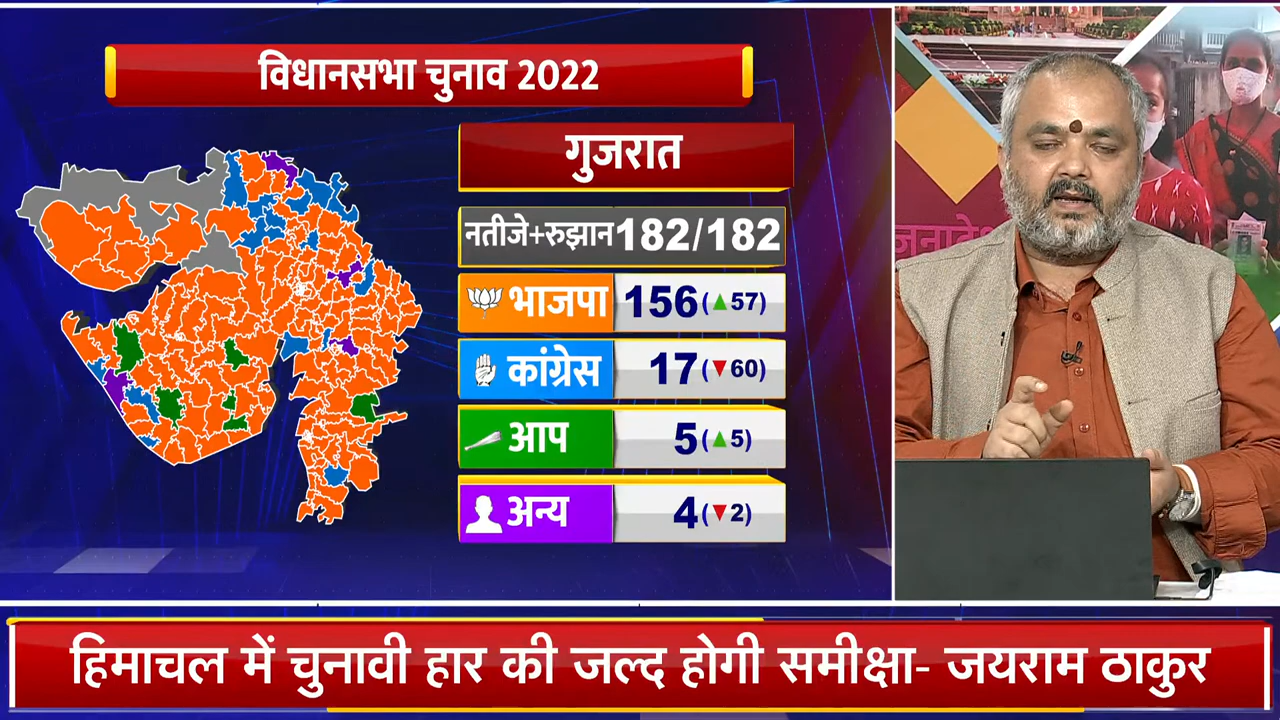 विधानसभा चुनाव 2022
गुजरात
नतीजे+रुझान 182/182
भाजपा 156 (▲57)
कांग्रेस 17 (▼60)
आप 5 (▲5)
अन्य 4 (▼2)
हिमाचल में चुनावी हार की जल्द होगी समीक्षा- जयराम ठाकुर